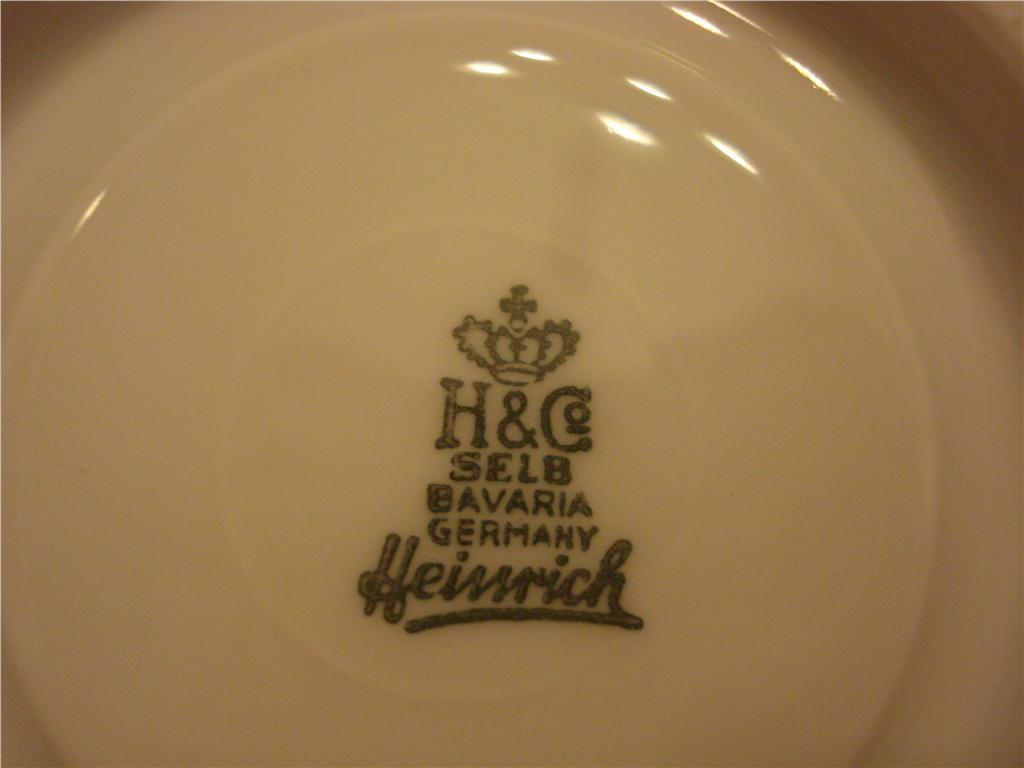 H&Co
SELB
BAVARIA
GERMANY
Heinrich